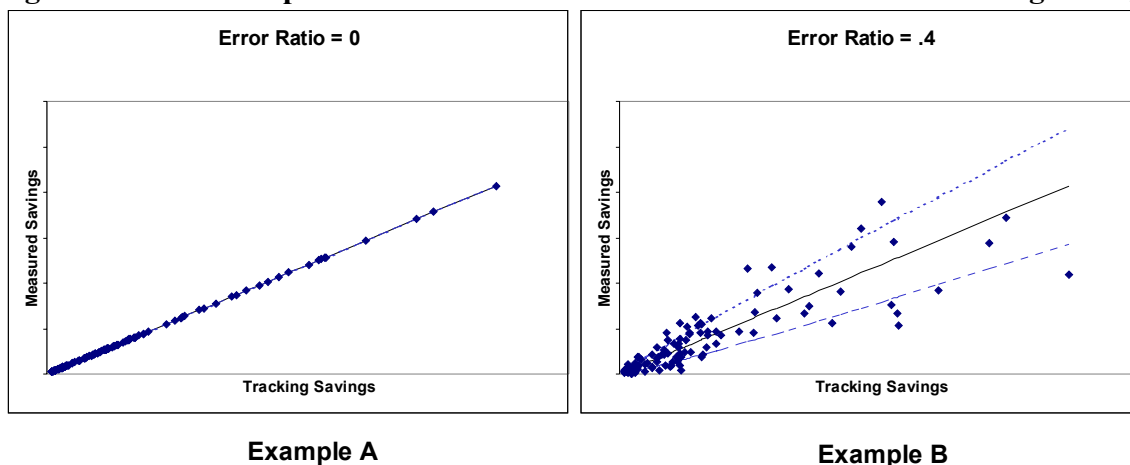 Error Ratio = 0
Measured Savings
Tracking Savings
Example A
Error Ratio = .4
Measured Savings
Tracking Savings
Example B